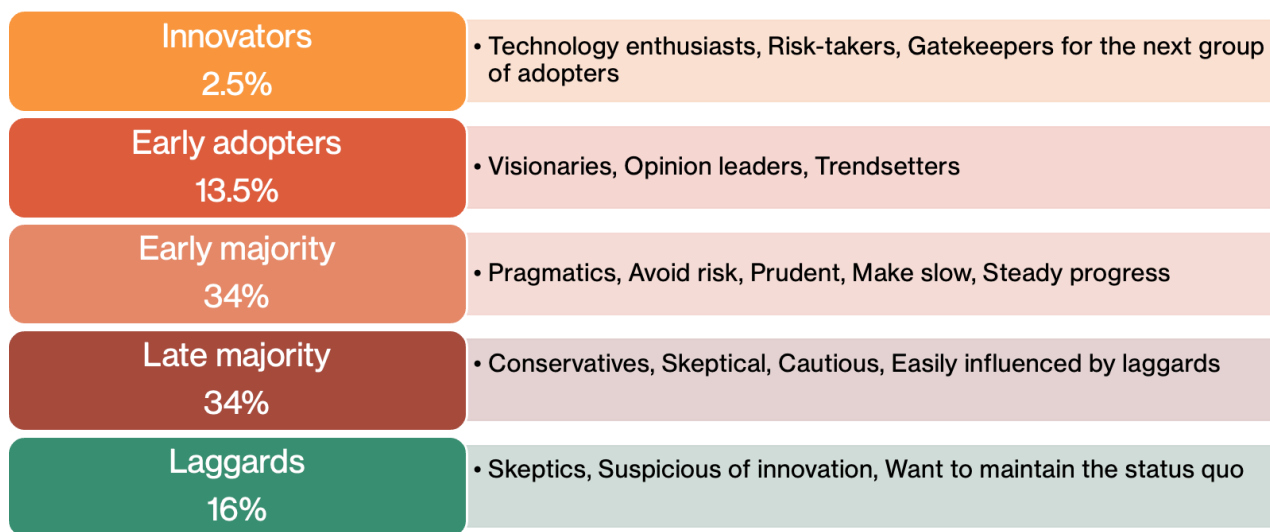 Innovators
2.5%
• Technology enthusiasts, Risk-takers, Gatekeepers for the next group
of adopters
Early adopters
13.5%
• Visionaries, Opinion leaders, Trendsetters
Early majority
34%
• Pragmatics, Avoid risk, Prudent, Make slow, Steady progress
Late majority
34%
• Conservatives, Skeptical, Cautious, Easily influenced by laggards
Laggards
16%
• Skeptics, Suspicious of innovation, Want to maintain the status quo